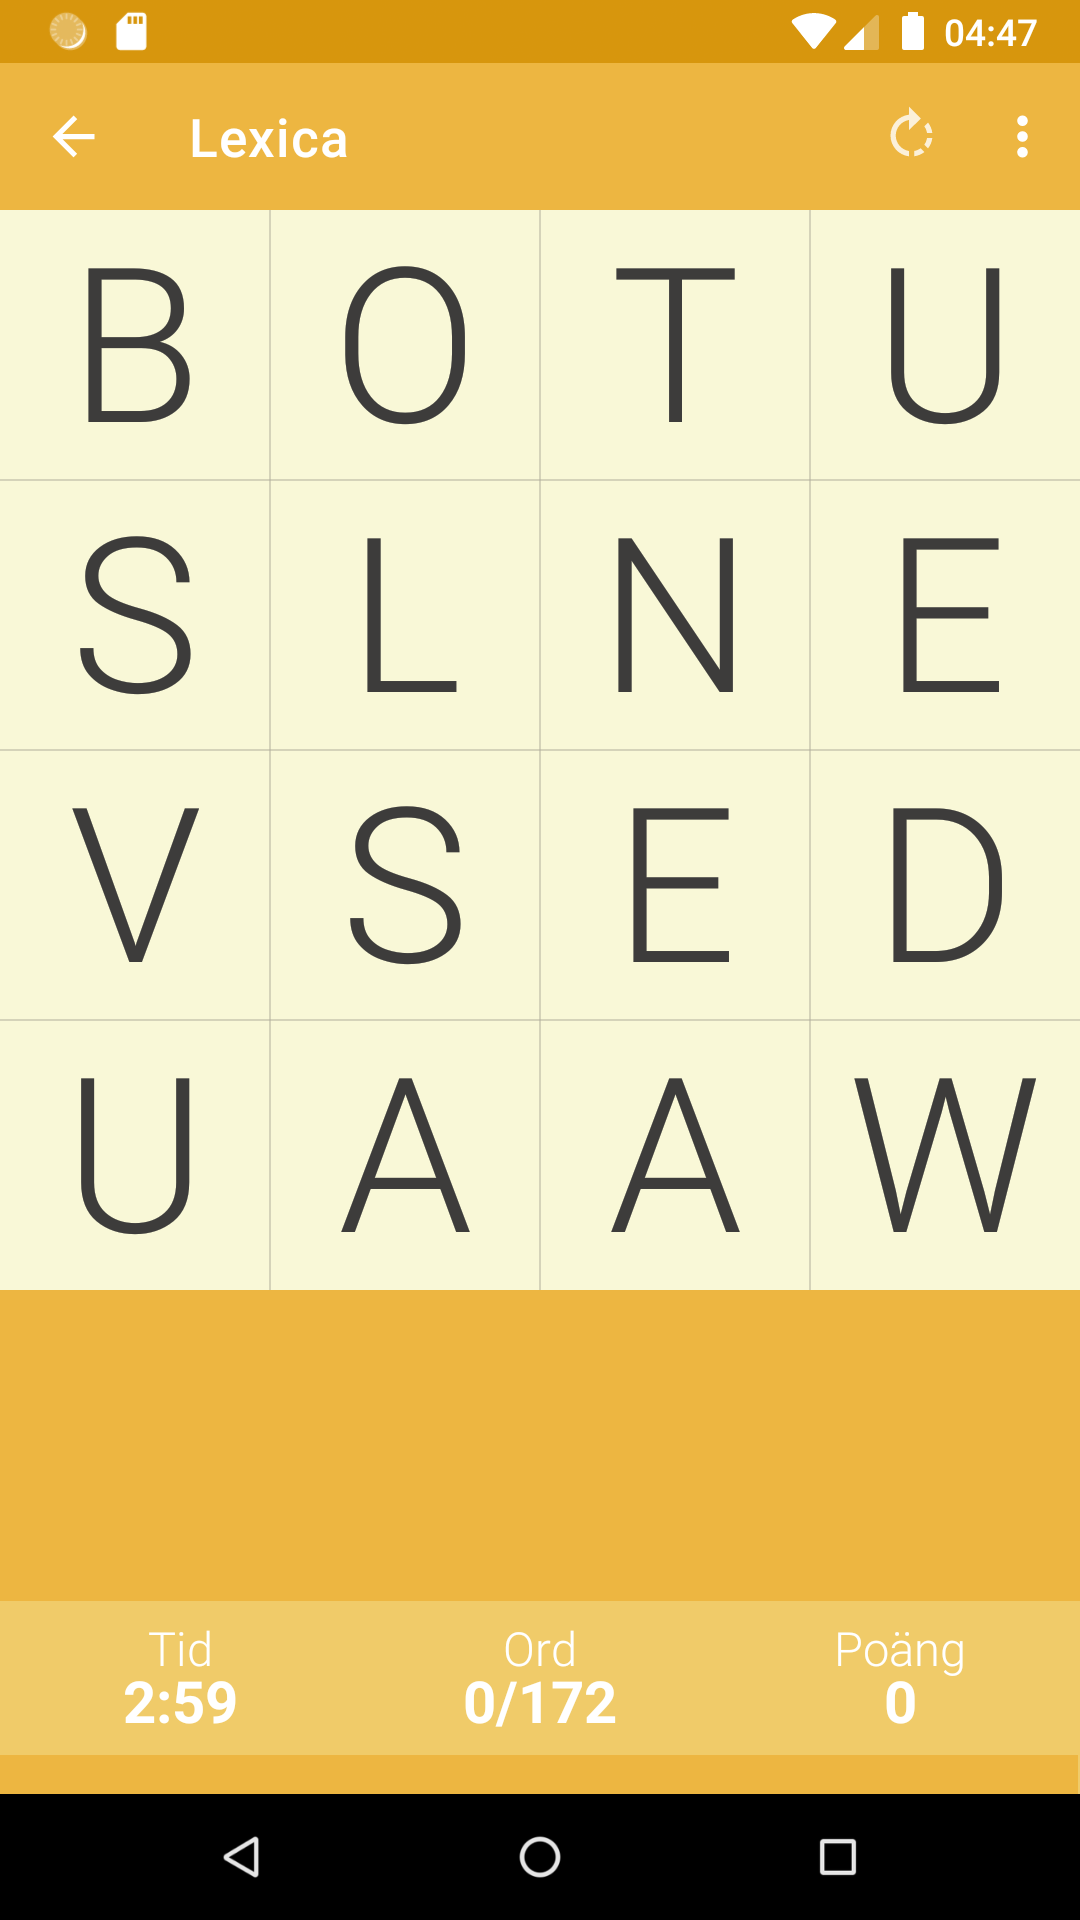 04:47
Lexica
B O T U
S L N E
V S E D
U A A W
Tid Ord Poäng
2:59 0/172 0